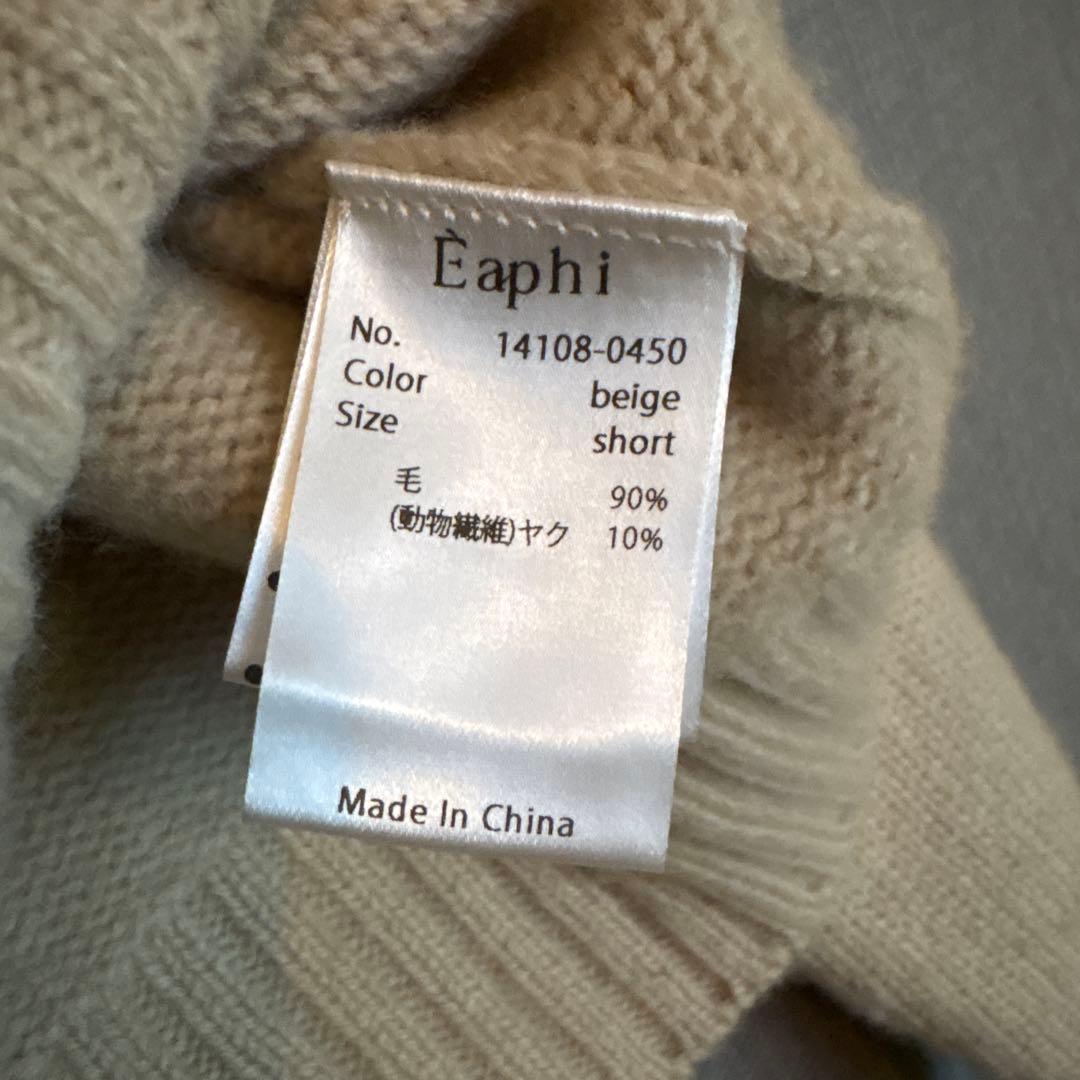 Èaphi
No. 14108-0450
Color beige
Size short
毛 90%
(動物繊維)ヤク 10%
Made In China